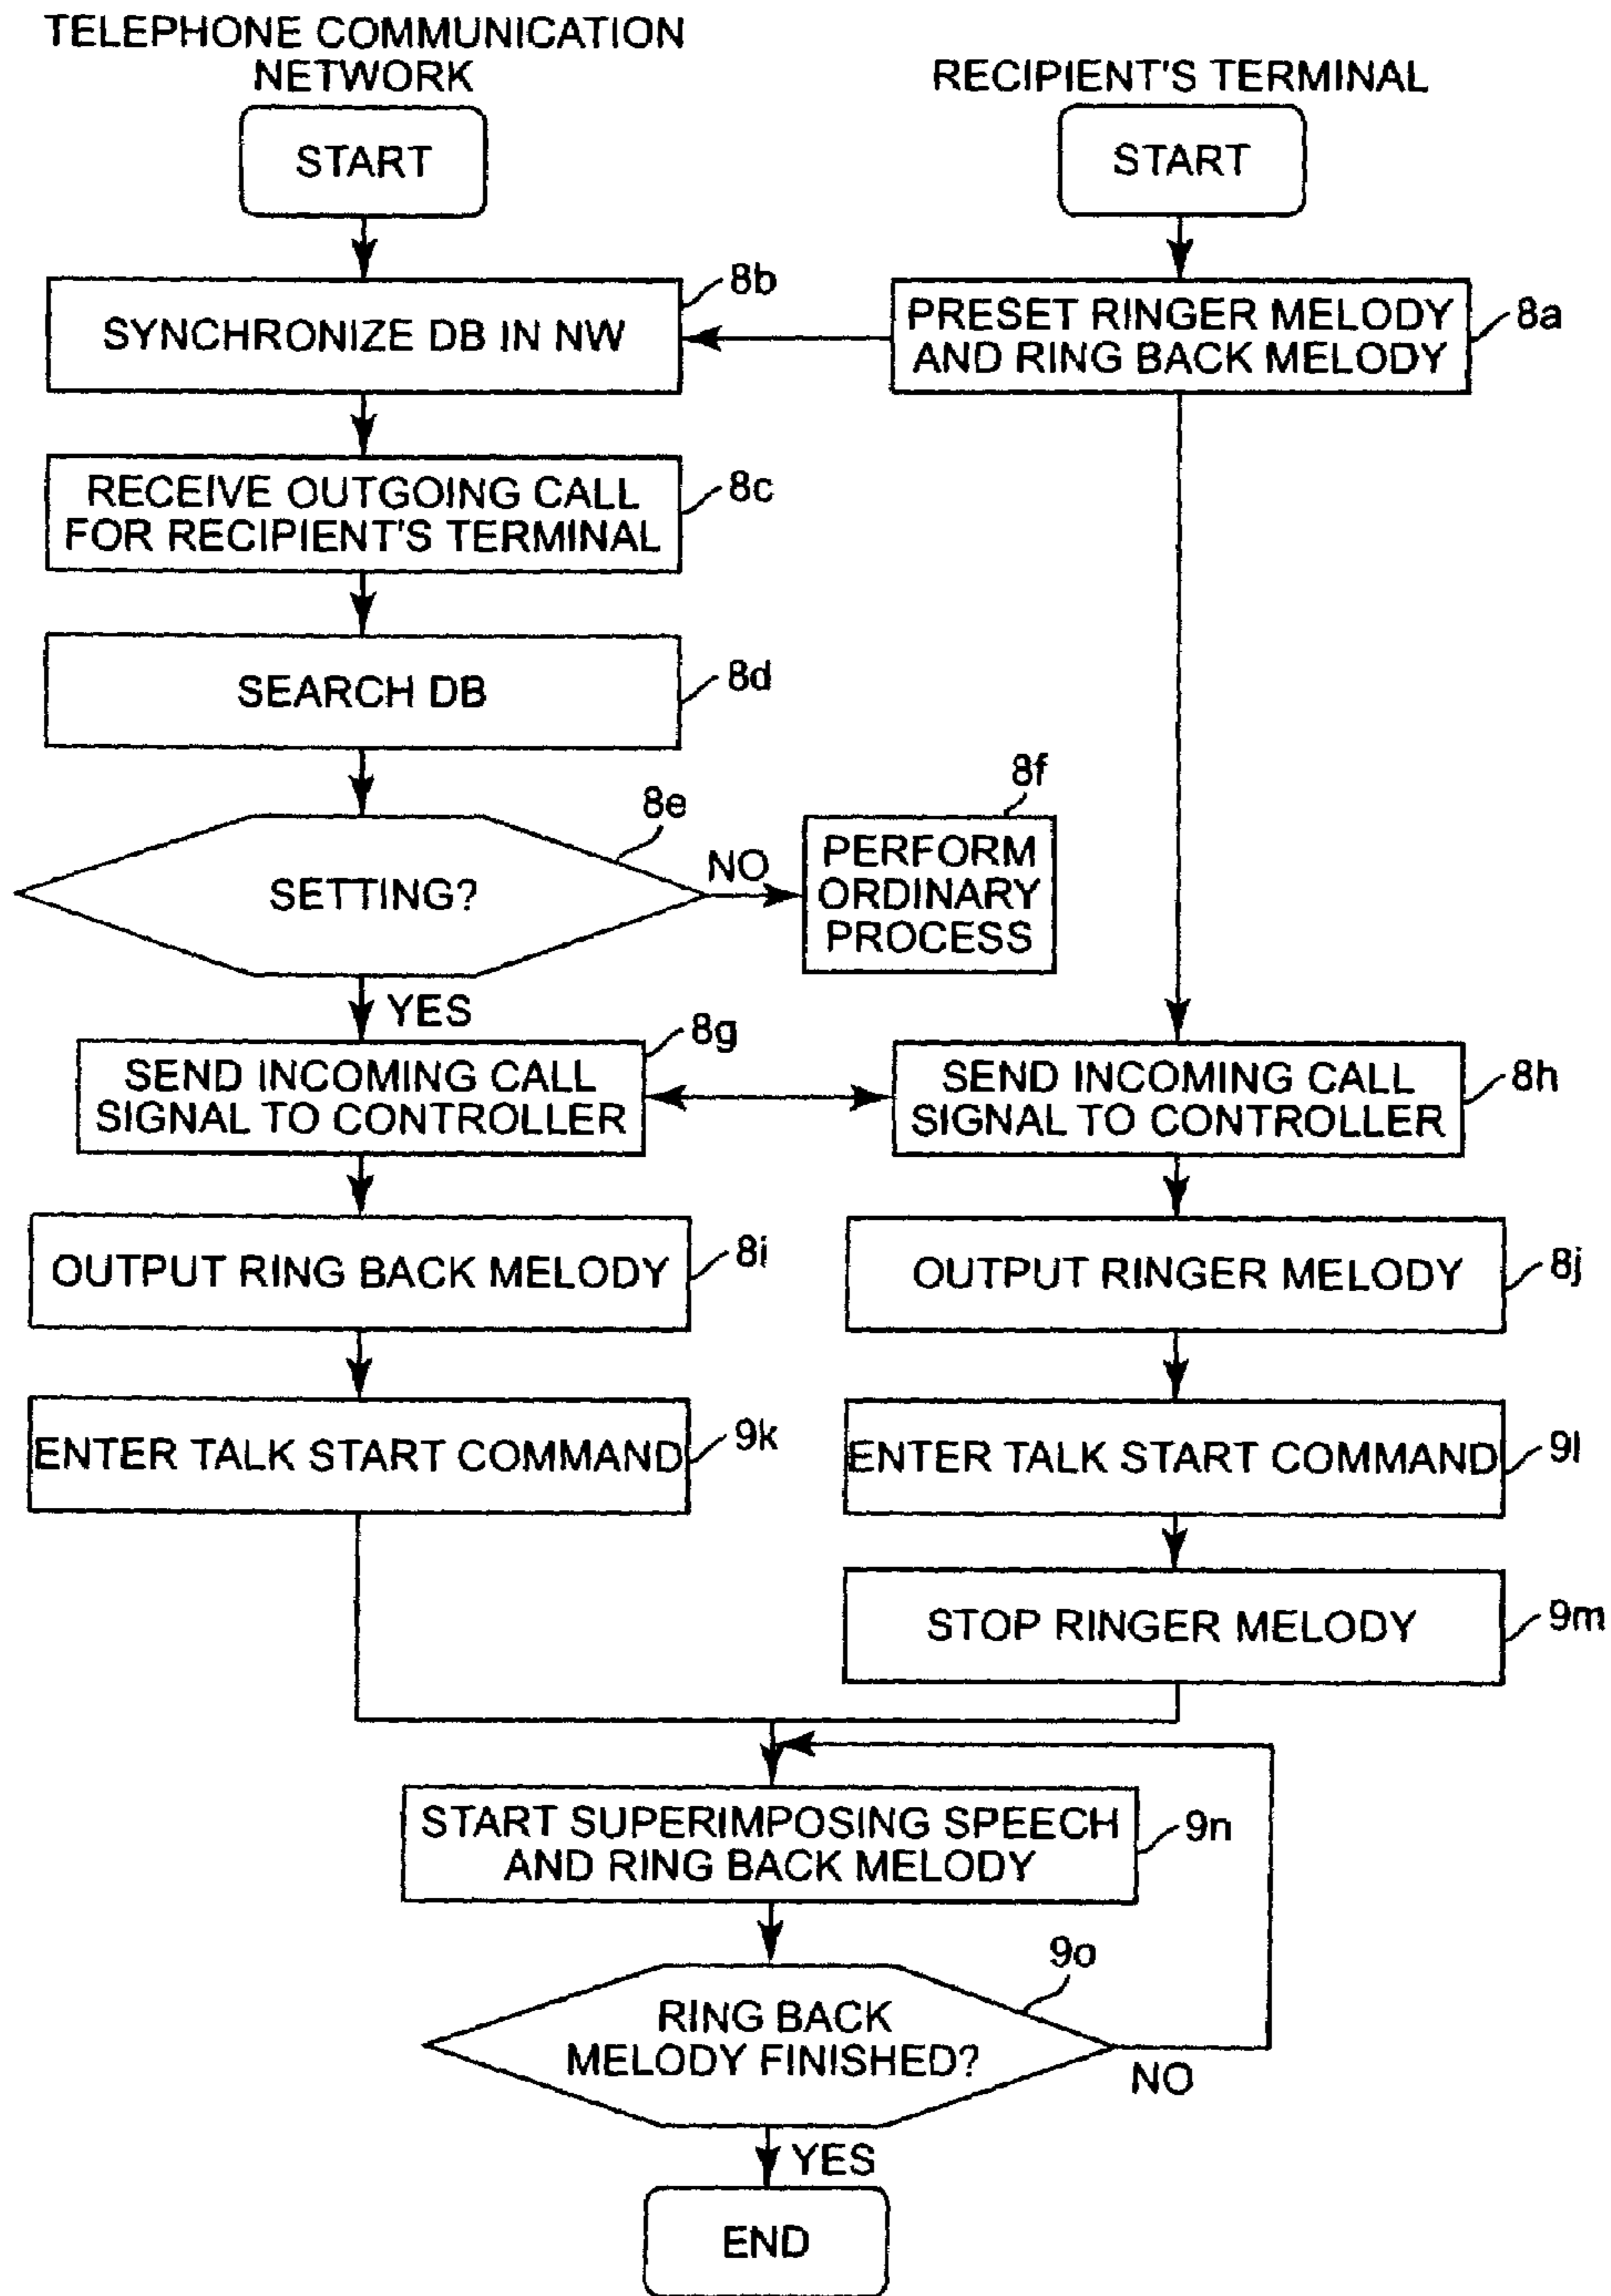 TELEPHONE COMMUNICATION
NETWORK
RECIPIENT'S TERMINAL
START
START
8b
SYNCHRONIZE DB IN NW
PRESET RINGER MELODY
AND RING BACK MELODY
8a
RECEIVE OUTGOING CALL
FOR RECIPIENT'S TERMINAL
8c
SEARCH DB
8d
8e
SETTING?
NO
8f
PERFORM
ORDINARY
PROCESS
YES
8g
SEND INCOMING CALL
SIGNAL TO CONTROLLER
SEND INCOMING CALL
SIGNAL TO CONTROLLER
8h
OUTPUT RING BACK MELODY
8i
OUTPUT RINGER MELODY
8j
ENTER TALK START COMMAND
9k
ENTER TALK START COMMAND
9l
STOP RINGER MELODY
9m
START SUPERIMPOSING SPEECH
AND RING BACK MELODY
9n
9o
RING BACK
MELODY FINISHED?
NO
YES
END